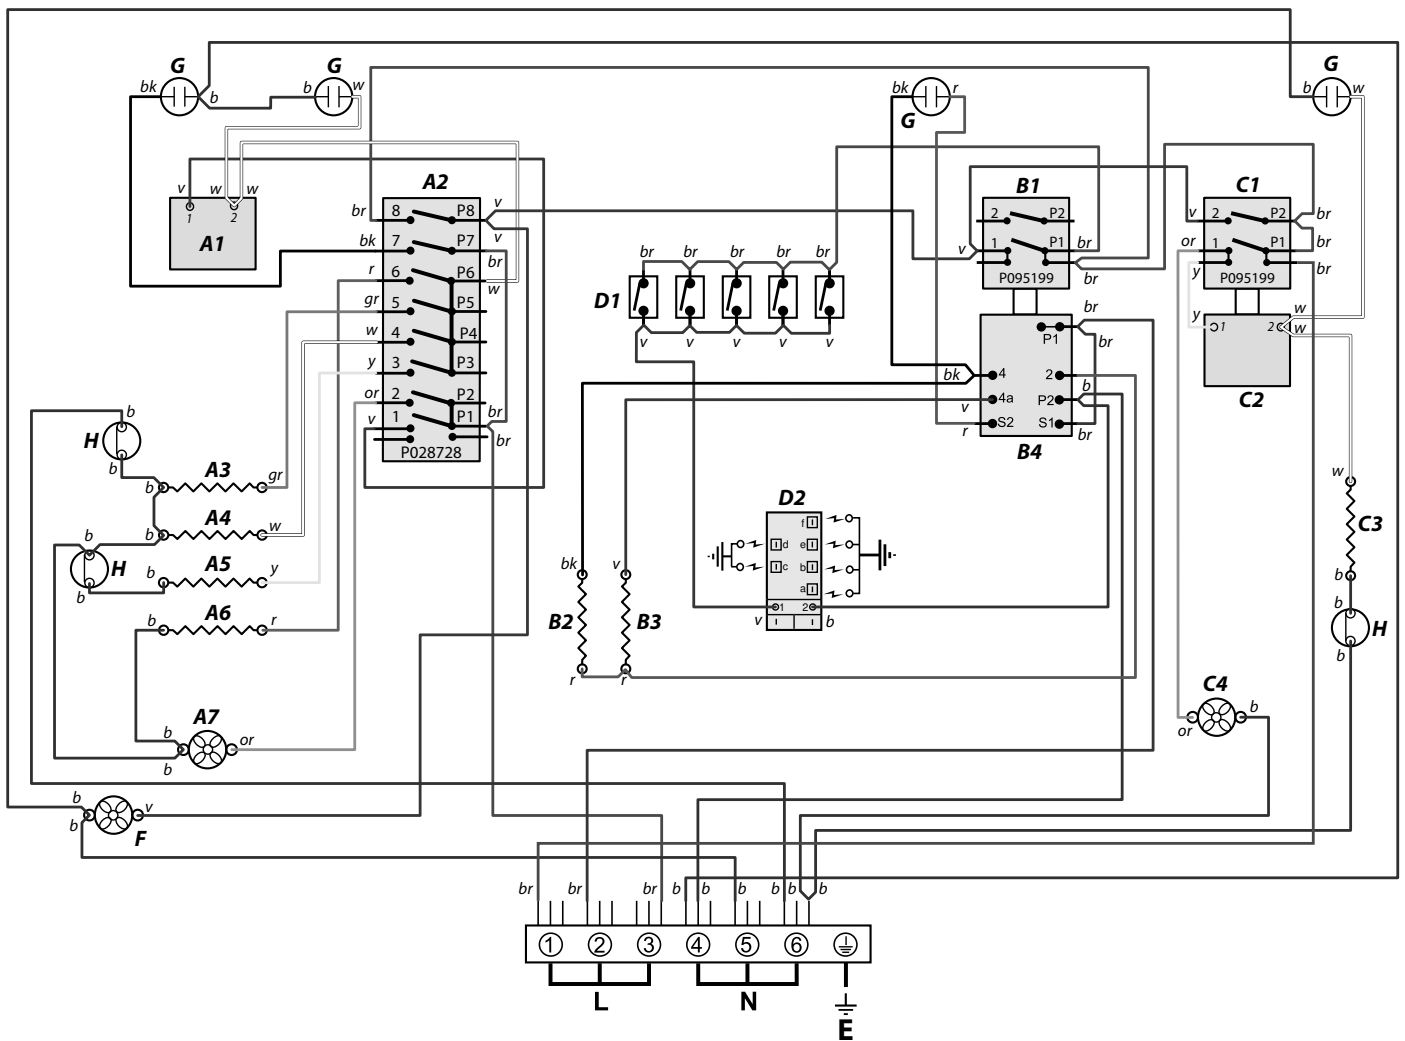 G
bk
b
G
b
w
G
bk
r
G
b
w
v
w
w
1
2
A1
A2
br
8
P8
v
bk
7
P7
v
r
6
P6
br
w
gr
5
P5
w
4
P4
y
3
P3
or
2
P2
v
1
P1
br
br
P028728
B1
2
P2
v
1
P1
br
br
P095199
C1
v
2
P2
br
or
1
P1
br
y
br
P095199
w
y
1
2
w
C2
br
br
br
br
br
D1
v
v
v
v
v
P1
br
br
bk
4
2
b
v
4a
P2
r
S2
S1
br
B4
b
H
b
b
A3
gr
b
A4
w
H
b
b
A5
y
b
A6
r
A7
b
or
b
b
v
b
F
D2
f
d
e
c
b
a
1
2
v
b
bk
v
B2
B3
r
r
w
C3
b
b
H
b
C4
b
or
br
br
br
b
b
b
b
b
b
1
2
3
4
5
6
L
N
E